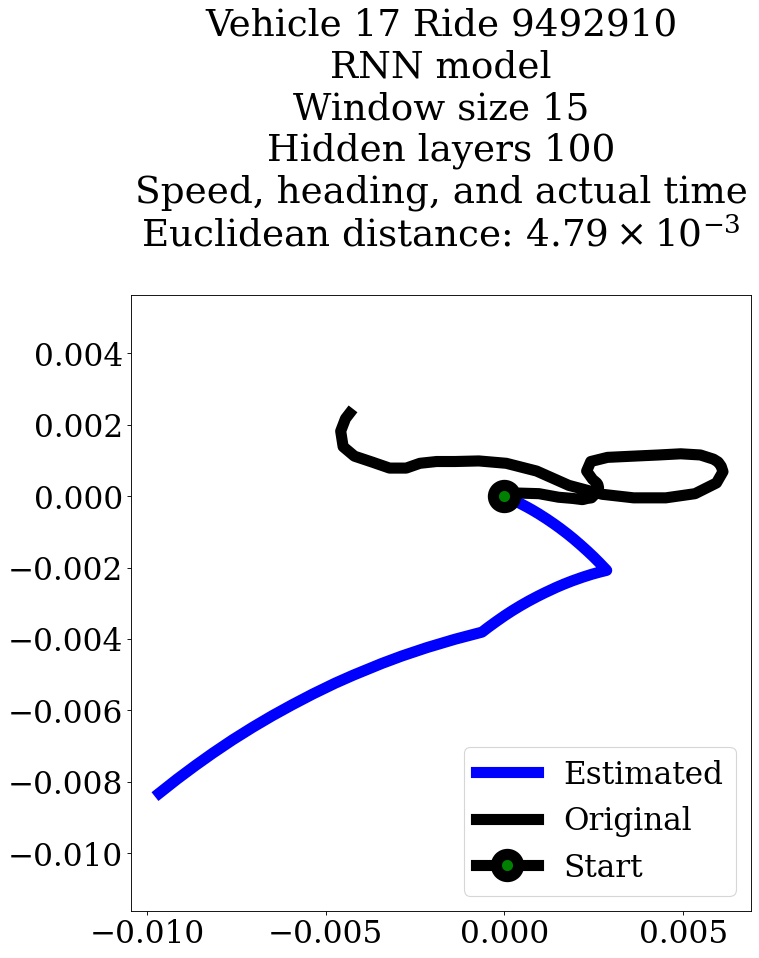 Vehicle 17 Ride 9492910
RNN model
Window size 15
Hidden layers 100
Speed, heading, and actual time
Euclidean distance: 4.79 × 10⁻³
0.004
0.002
0.000
−0.002
−0.004
−0.006
−0.008
−0.010
Estimated
Original
Start
−0.010 −0.005 0.000 0.005